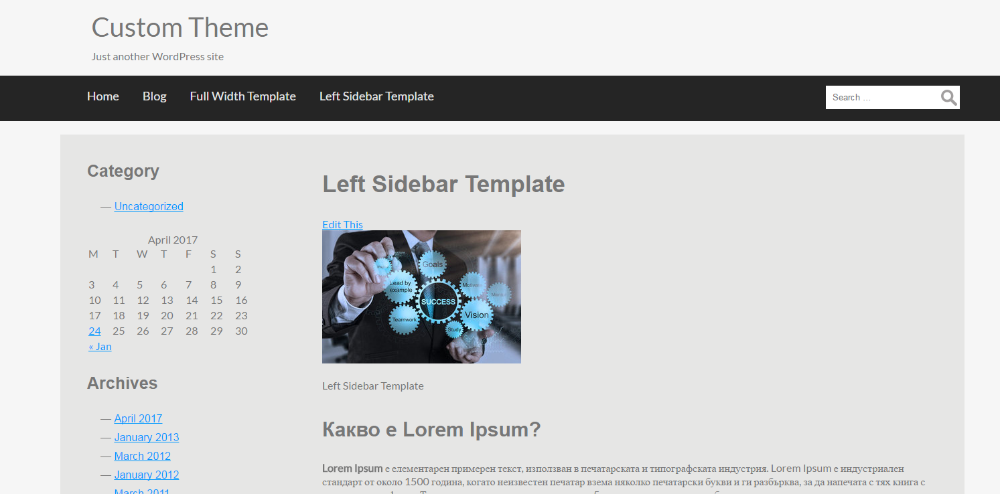 Custom Theme
Just another WordPress site
Home Blog Full Width Template Left Sidebar Template Search ...
Category
— Uncategorized
April 2017
M T W T F S S
1 2
3 4 5 6 7 8 9
10 11 12 13 14 15 16
17 18 19 20 21 22 23
24 25 26 27 28 29 30
« Jan
Archives
— April 2017
— January 2013
— March 2012
— January 2012
— March 2011
Left Sidebar Template
Edit This
Goals
Lead by
example
Motivate
Mentor
SUCCESS
Vision
Teamwork
Study
Left Sidebar Template
Какво е Lorem Ipsum?
Lorem Ipsum е елементарен примерен текст, използван в печатарската и типографската индустрия. Lorem Ipsum е индустриален
стандарт от около 1500 година, когато неизвестен печатар взема няколко печатарски букви и ги разбърква, за да напечата с тях книга с